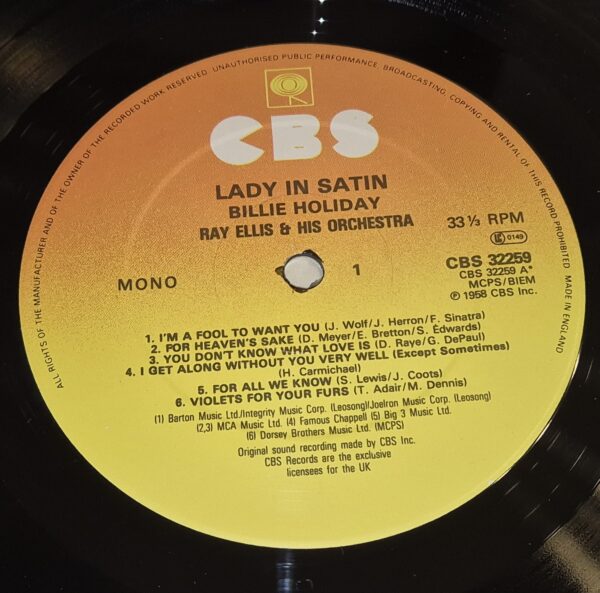 ALL RIGHTS OF THE MANUFACTURER AND OF THE OWNER OF THE RECORDED WORK RESERVED. UNAUTHORISED PUBLIC PERFORMANCE, BROADCASTING, COPYING AND RENTAL OF THIS RECORD PROHIBITED. MADE IN ENGLAND
CBS
LADY IN SATIN
BILLIE HOLIDAY
RAY ELLIS & HIS ORCHESTRA
33⅓ RPM
LC 0149
MONO
1
CBS 32259
CBS 32259 A*
MCPS/BIEM
℗ 1958 CBS Inc.
1. I'M A FOOL TO WANT YOU (J. Wolf/J. Herron/F. Sinatra)
2. FOR HEAVEN'S SAKE (D. Meyer/E. Bretton/S. Edwards)
3. YOU DON'T KNOW WHAT LOVE IS (D. Raye/G. DePaul)
4. I GET ALONG WITHOUT YOU VERY WELL (Except Sometimes)
(H. Carmichael)
5. FOR ALL WE KNOW (S. Lewis/J. Coots)
6. VIOLETS FOR YOUR FURS (T. Adair/M. Dennis)
(1) Barton Music Ltd./Integrity Music Corp. (Leosong)/Joelron Music Corp. (Leosong)
(2,3) MCA Music Ltd. (4) Famous Chappell (5) Big 3 Music Ltd.
(6) Dorsey Brothers Music Ltd. (MCPS)
Original sound recording made by CBS Inc.
CBS Records are the exclusive
licensees for the UK